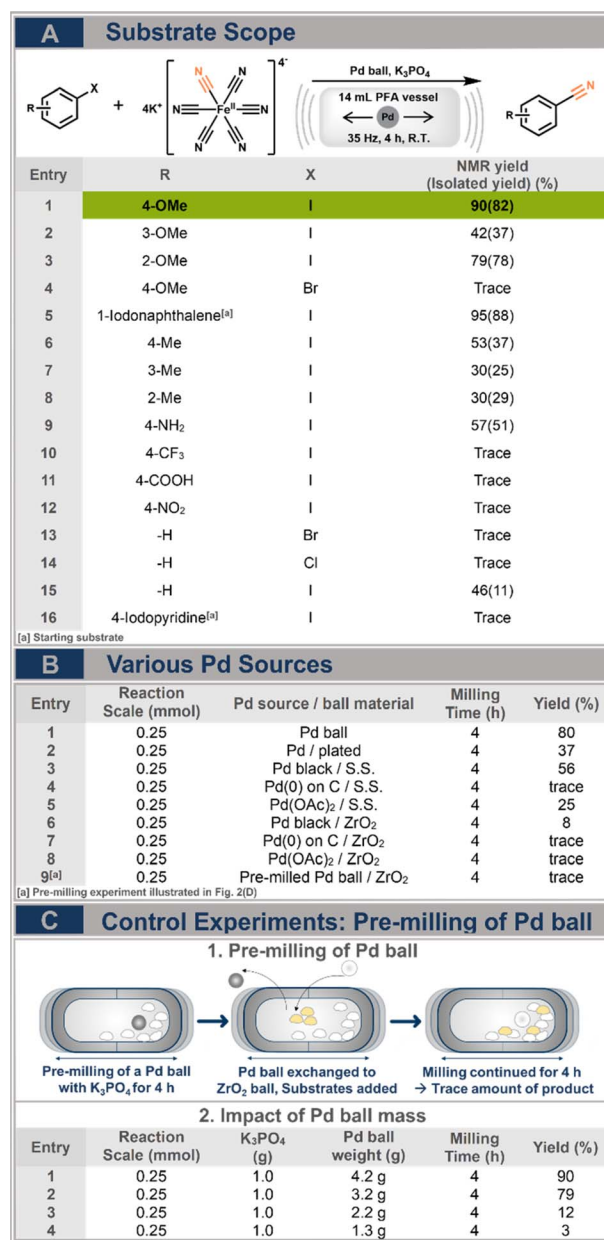 A Substrate Scope
R X + 4K+ N N N Fe II N N N 4- Pd ball, K3PO4 R N
14 mL PFA vessel
Pd
35 Hz, 4 h, R.T.
Entry R X NMR yield (Isolated yield) (%)
1 4-OMe I 90(82)
2 3-OMe I 42(37)
3 2-OMe I 79(78)
4 4-OMe Br Trace
5 1-Iodonaphthalene[a] I 95(88)
6 4-Me I 53(37)
7 3-Me I 30(25)
8 2-Me I 30(29)
9 4-NH2 I 57(51)
10 4-CF3 I Trace
11 4-COOH I Trace
12 4-NO2 I Trace
13 -H Br Trace
14 -H Cl Trace
15 -H I 46(11)
16 4-Iodopyridine[a] I Trace
[a] Starting substrate
B Various Pd Sources
Entry Reaction Scale (mmol) Pd source / ball material Milling Time (h) Yield (%)
1 0.25 Pd ball 4 80
2 0.25 Pd / plated 4 37
3 0.25 Pd black / S.S. 4 56
4 0.25 Pd(0) on C / S.S. 4 trace
5 0.25 Pd(OAc)2 / S.S. 4 25
6 0.25 Pd black / ZrO2 4 8
7 0.25 Pd(0) on C / ZrO2 4 trace
8 0.25 Pd(OAc)2 / ZrO2 4 trace
9[a] 0.25 Pre-milled Pd ball / ZrO2 4 trace
[a] Pre-milling experiment illustrated in Fig. 2(D)
C Control Experiments: Pre-milling of Pd ball
1. Pre-milling of Pd ball
Pre-milling of a Pd ball with K3PO4 for 4 h
Pd ball exchanged to ZrO2 ball, Substrates added
Milling continued for 4 h → Trace amount of product
2. Impact of Pd ball mass
Entry Reaction Scale (mmol) K3PO4 (g) Pd ball weight (g) Milling Time (h) Yield (%)
1 0.25 1.0 4.2 g 4 90
2 0.25 1.0 3.2 g 4 79
3 0.25 1.0 2.2 g 4 12
4 0.25 1.0 1.3 g 4 3